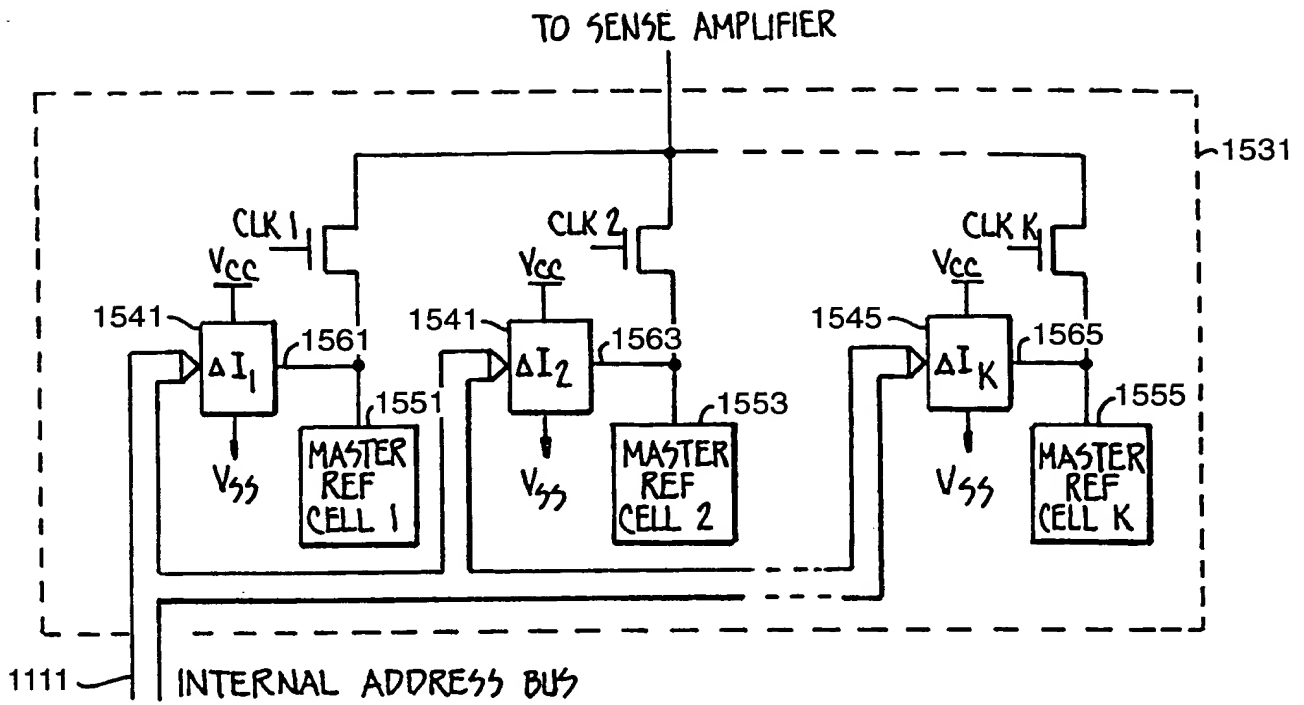 TO SENSE AMPLIFIER
1531
CLK 1
CLK 2
CLK K
VCC
VCC
VCC
1541
1541
1545
ΔI1
1561
ΔI2
1563
ΔIK
1565
1551
1553
1555
VSS
VSS
VSS
MASTER
REF
CELL 1
MASTER
REF
CELL 2
MASTER
REF
CELL K
1111
INTERNAL ADDRESS BUS